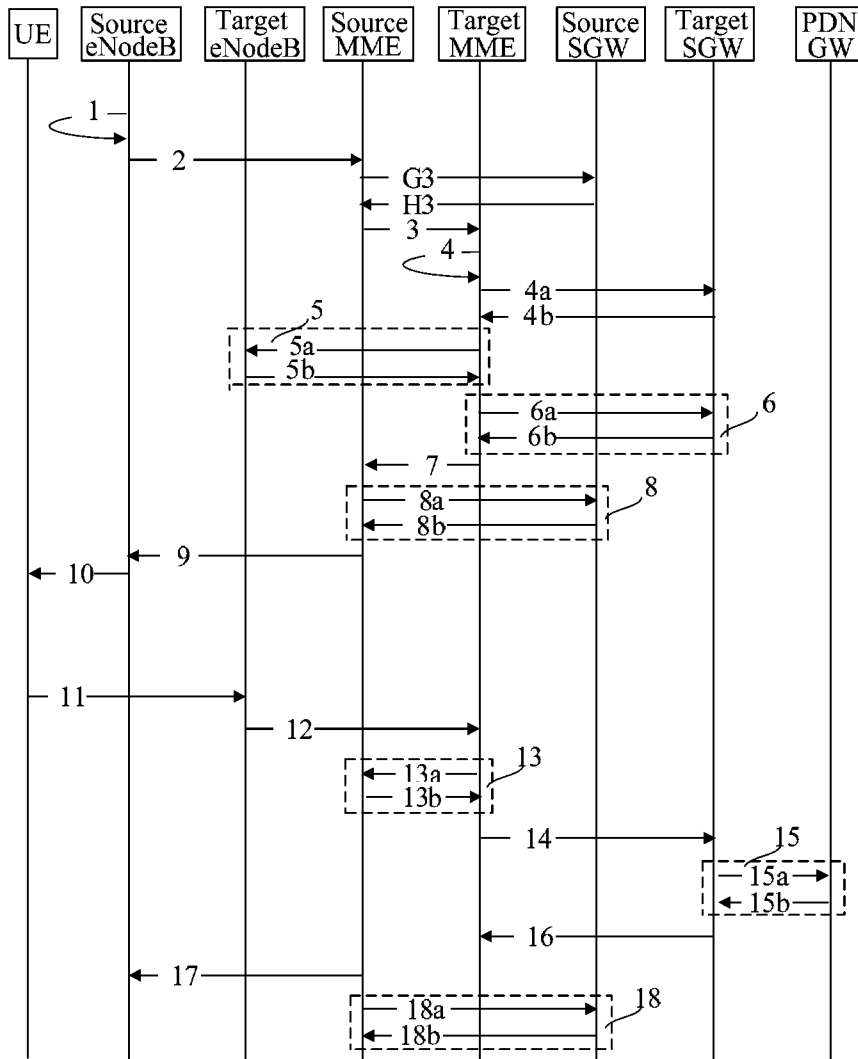 UE
Source
eNodeB
Target
eNodeB
Source
MME
Target
MME
Source
SGW
Target
SGW
PDN
GW
1
2
G3
H3
3
4
4a
4b
5
5a
5b
6a
6
6b
7
8
8a
8b
9
10
11
12
13
13a
13b
14
15
15a
15b
16
17
18a
18
18b